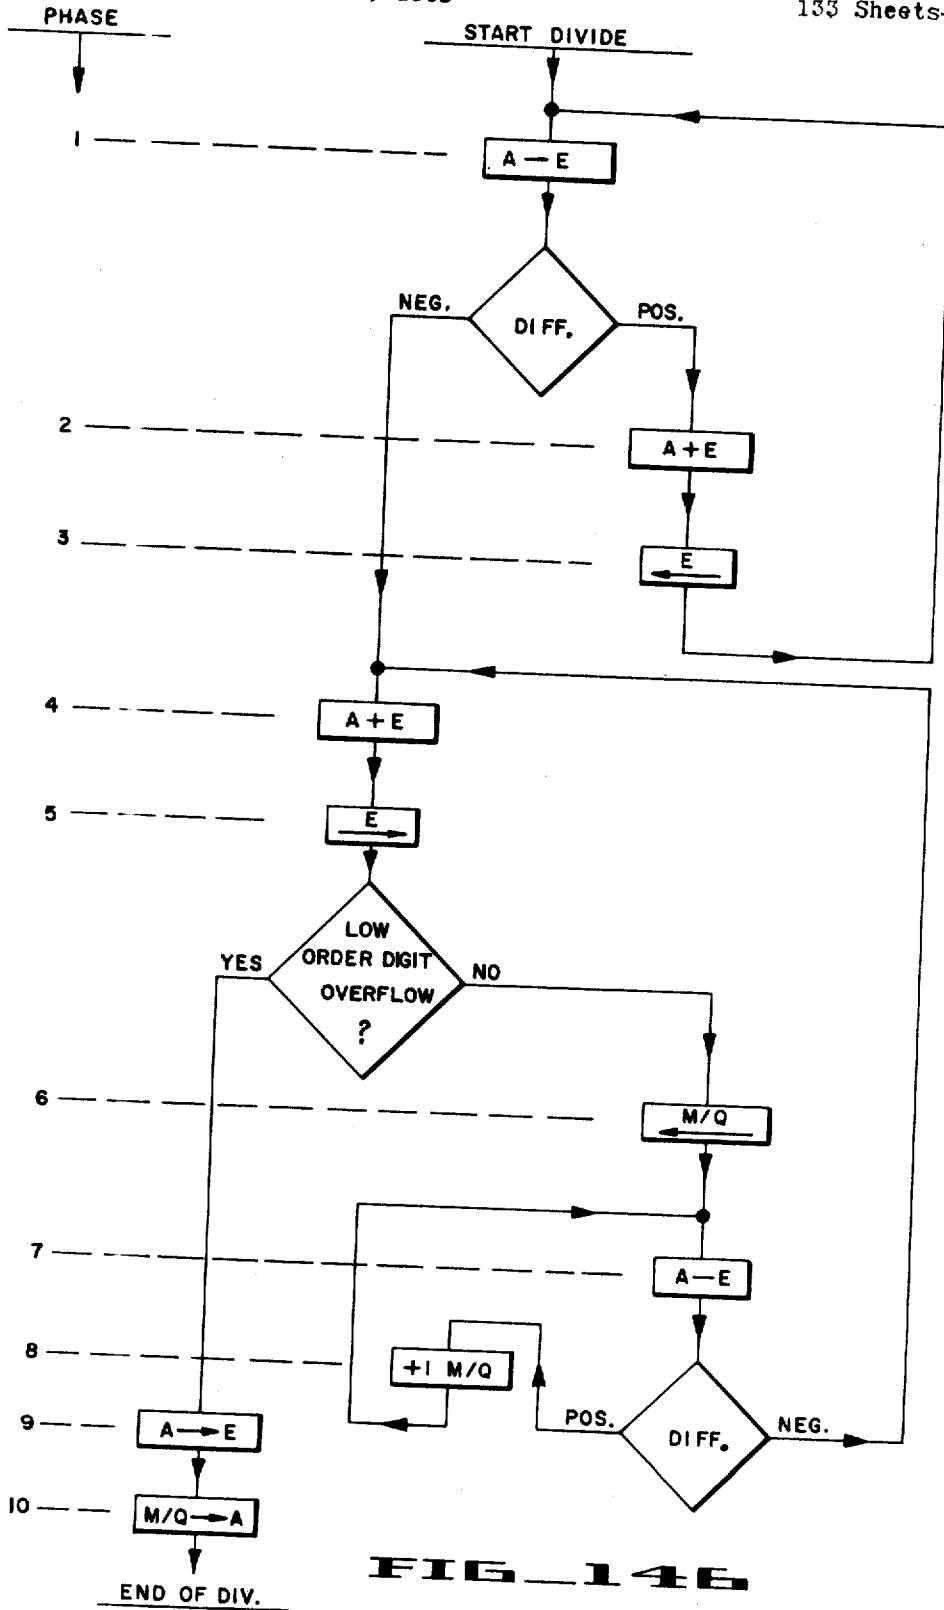 133 Sheets-
PHASE
START DIVIDE
1
A — E
DIFF.
NEG.
POS.
2
A + E
3
E
4
A + E
5
E
LOW
ORDER DIGIT
OVERFLOW
?
YES
NO
6
M/Q
7
A — E
8
+1 M/Q
POS.
DIFF.
NEG.
9
A → E
10
M/Q → A
END OF DIV.
FIG_146